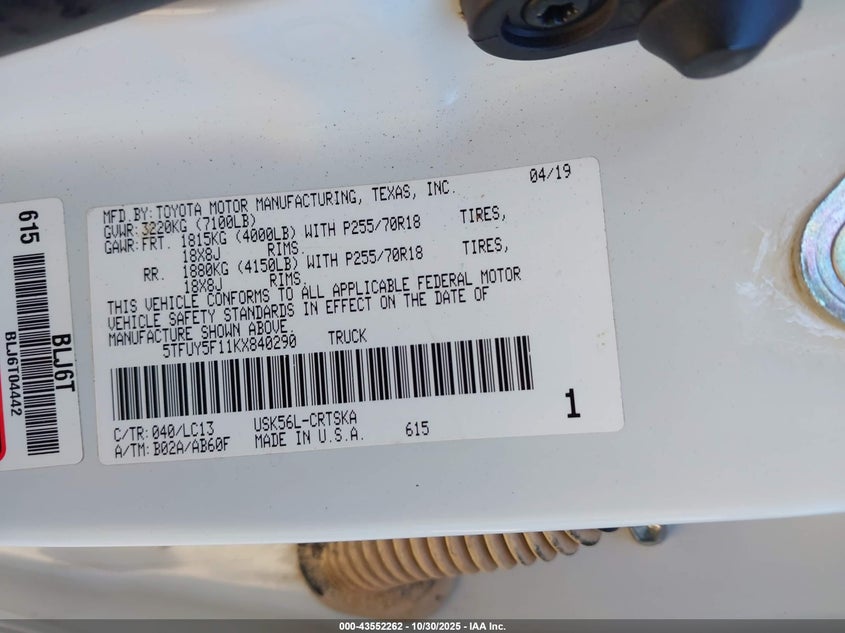 615
BLJ6T
BLJ6T04442
04/19
MFD.BY:TOYOTA MOTOR MANUFACTURING, TEXAS, INC.
GVWR:3220KG (7100LB)
GAWR:FRT. 1815KG (4000LB) WITH P255/70R18 TIRES,
18X8J RIMS.
RR. 1880KG (4150LB) WITH P255/70R18 TIRES,
18X8J RIMS.
THIS VEHICLE CONFORMS TO ALL APPLICABLE FEDERAL MOTOR
VEHICLE SAFETY STANDARDS IN EFFECT ON THE DATE OF
MANUFACTURE SHOWN ABOVE.
5TFUY5F11KX840290 TRUCK
C/TR:040/LC13 USK56L-CRTSKA
A/TM:B02A/AB60F MADE IN U.S.A. 615
1
000-43552262 - 10/30/2025 - IAA Inc.